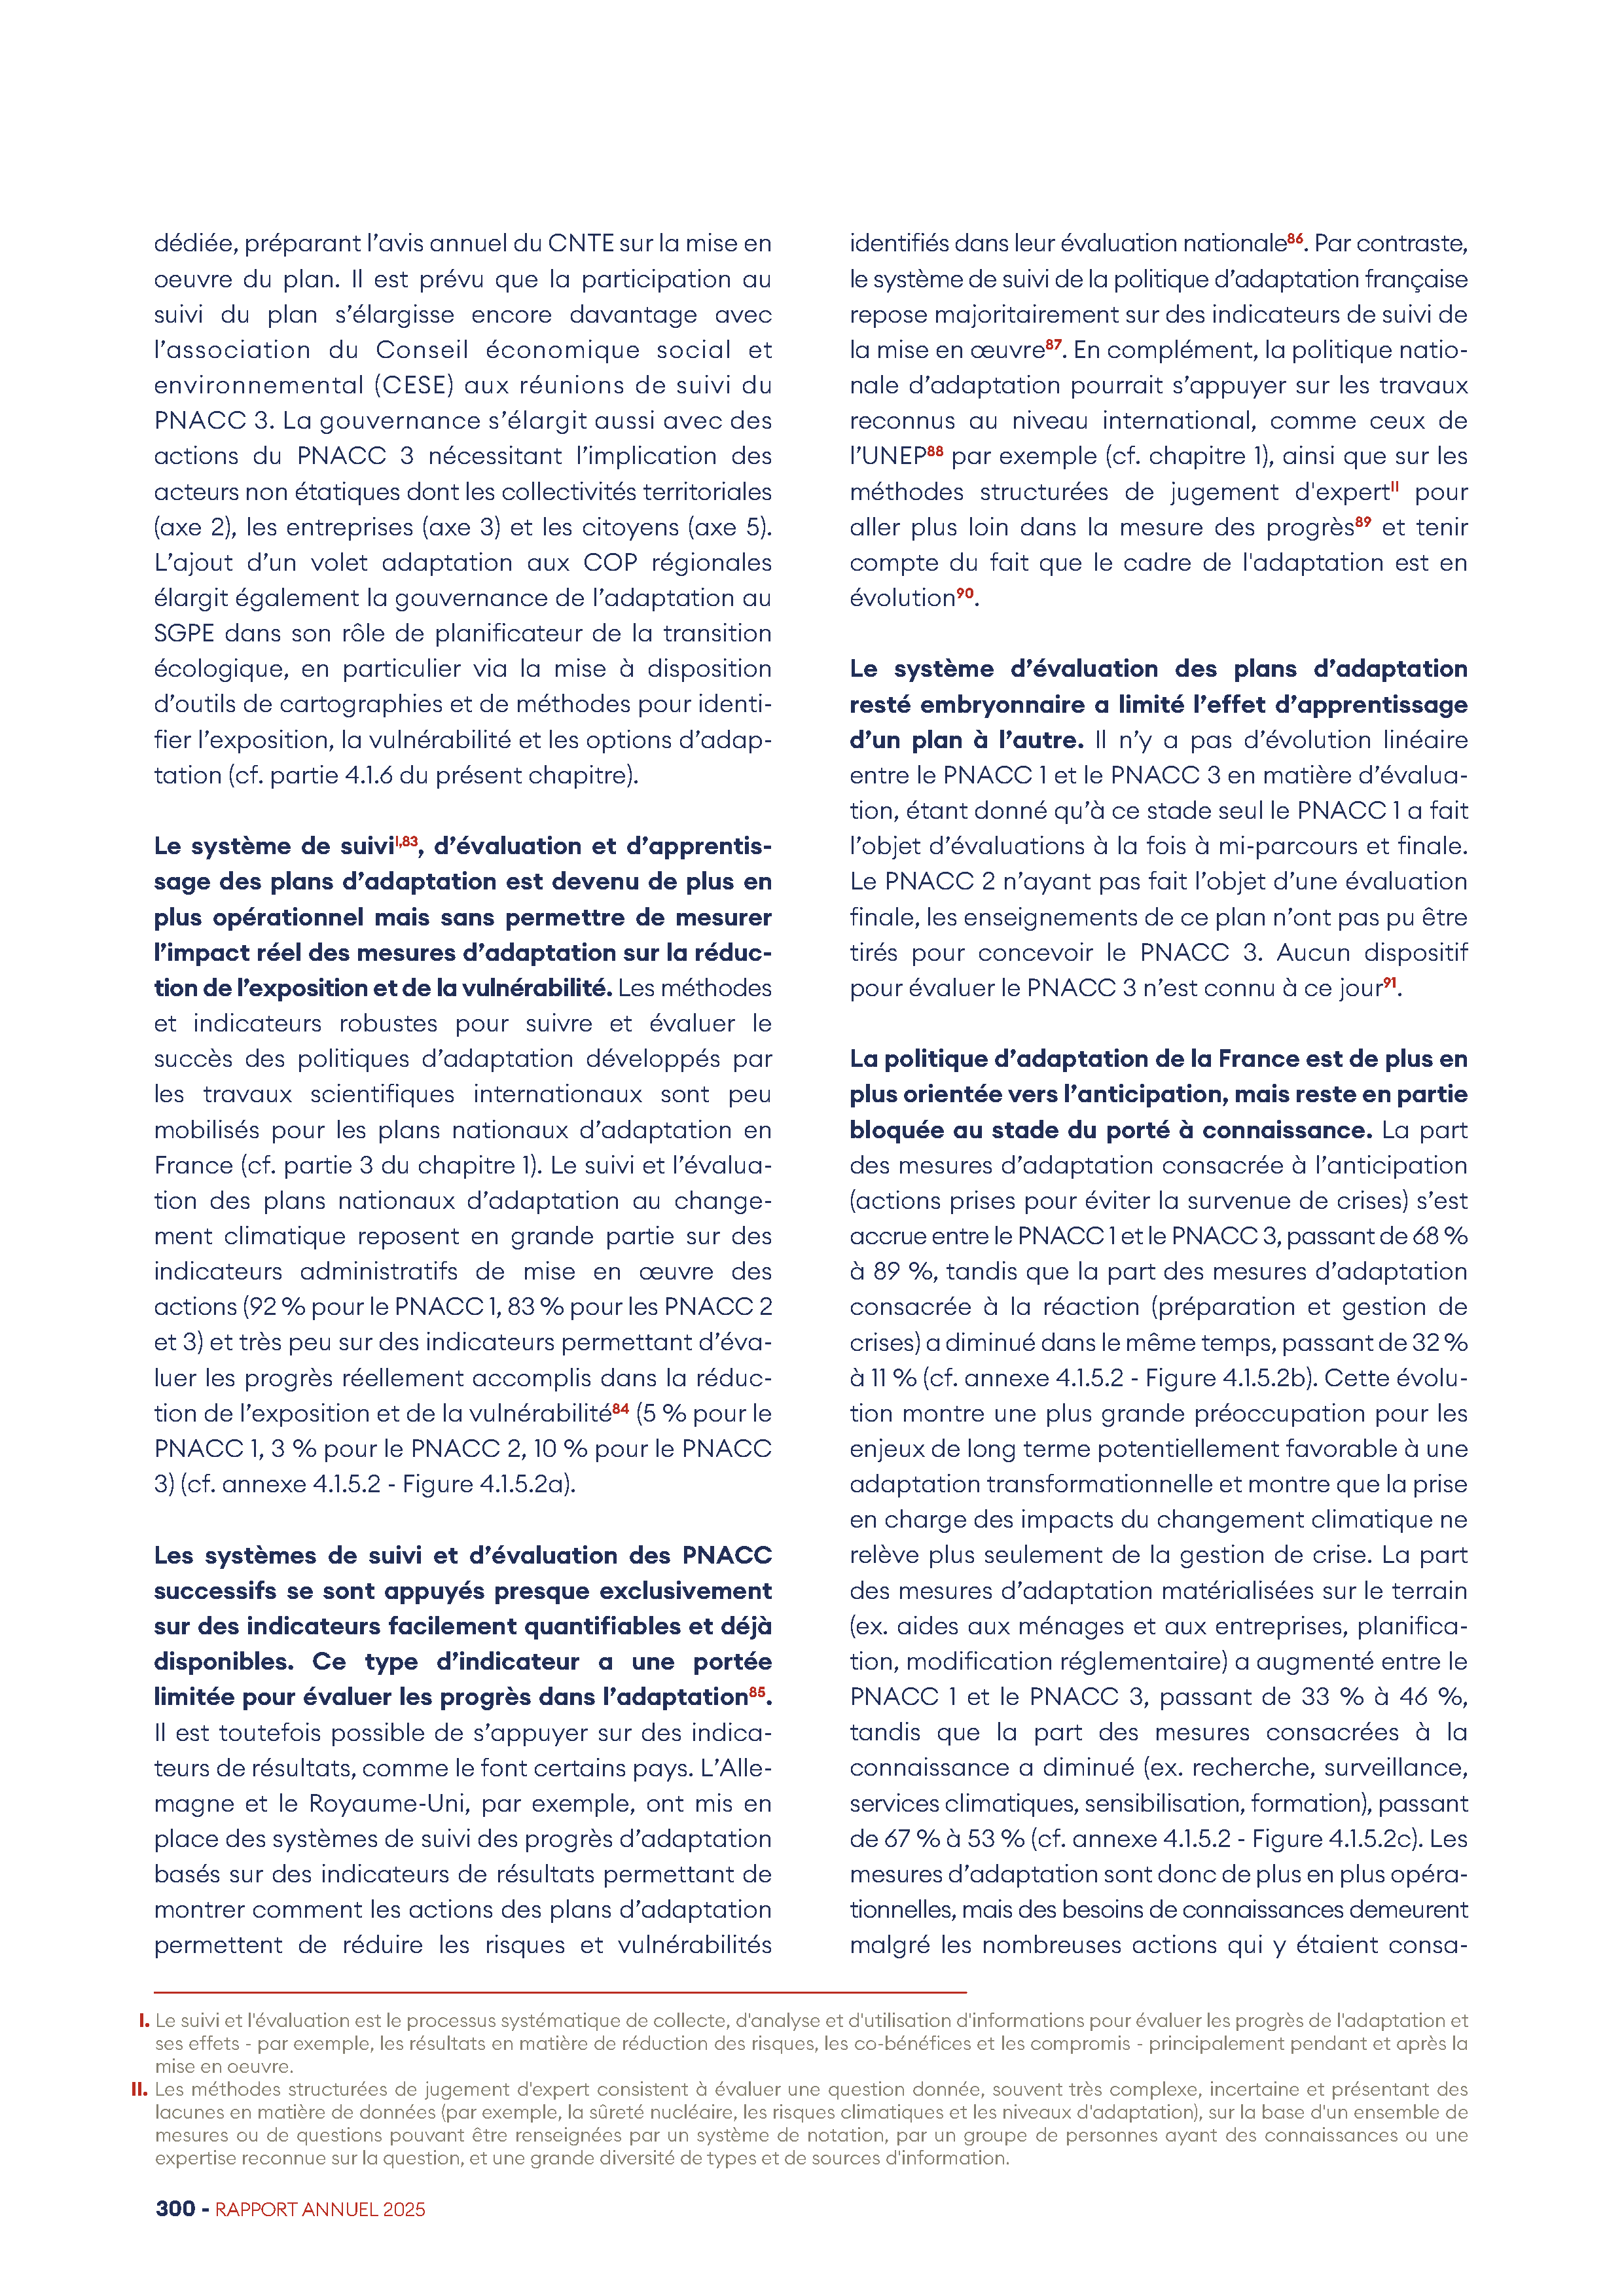 dédiée, préparant l’avis annuel du CNTE sur la mise en
oeuvre du plan. Il est prévu que la participation au
suivi du plan s’élargisse encore davantage avec
l’association du Conseil économique social et
environnemental (CESE) aux réunions de suivi du
PNACC 3. La gouvernance s’élargit aussi avec des
actions du PNACC 3 nécessitant l’implication des
acteurs non étatiques dont les collectivités territoriales
(axe 2), les entreprises (axe 3) et les citoyens (axe 5).
L’ajout d’un volet adaptation aux COP régionales
élargit également la gouvernance de l’adaptation au
SGPE dans son rôle de planificateur de la transition
écologique, en particulier via la mise à disposition
d’outils de cartographies et de méthodes pour identi-
fier l’exposition, la vulnérabilité et les options d’adap-
tation (cf. partie 4.1.6 du présent chapitre).
Le système de suivi I,83, d’évaluation et d’apprentis-
sage des plans d’adaptation est devenu de plus en
plus opérationnel mais sans permettre de mesurer
l’impact réel des mesures d’adaptation sur la réduc-
tion de l’exposition et de la vulnérabilité. Les méthodes
et indicateurs robustes pour suivre et évaluer le
succès des politiques d’adaptation développés par
les travaux scientifiques internationaux sont peu
mobilisés pour les plans nationaux d’adaptation en
France (cf. partie 3 du chapitre 1). Le suivi et l’évalua-
tion des plans nationaux d’adaptation au change-
ment climatique reposent en grande partie sur des
indicateurs administratifs de mise en œuvre des
actions (92 % pour le PNACC 1, 83 % pour les PNACC 2
et 3) et très peu sur des indicateurs permettant d’éva-
luer les progrès réellement accomplis dans la réduc-
tion de l’exposition et de la vulnérabilité84 (5 % pour le
PNACC 1, 3 % pour le PNACC 2, 10 % pour le PNACC
3) (cf. annexe 4.1.5.2 - Figure 4.1.5.2a).
Les systèmes de suivi et d’évaluation des PNACC
successifs se sont appuyés presque exclusivement
sur des indicateurs facilement quantifiables et déjà
disponibles. Ce type d’indicateur a une portée
limitée pour évaluer les progrès dans l’adaptation85.
Il est toutefois possible de s’appuyer sur des indica-
teurs de résultats, comme le font certains pays. L’Alle-
magne et le Royaume-Uni, par exemple, ont mis en
place des systèmes de suivi des progrès d’adaptation
basés sur des indicateurs de résultats permettant de
montrer comment les actions des plans d’adaptation
permettent de réduire les risques et vulnérabilités
identifiés dans leur évaluation nationale86. Par contraste,
le système de suivi de la politique d’adaptation française
repose majoritairement sur des indicateurs de suivi de
la mise en œuvre87. En complément, la politique natio-
nale d’adaptation pourrait s’appuyer sur les travaux
reconnus au niveau international, comme ceux de
l’UNEP88 par exemple (cf. chapitre 1), ainsi que sur les
méthodes structurées de jugement d'expertII pour
aller plus loin dans la mesure des progrès89 et tenir
compte du fait que le cadre de l'adaptation est en
évolution90.
Le système d’évaluation des plans d’adaptation
resté embryonnaire a limité l’effet d’apprentissage
d’un plan à l’autre. Il n’y a pas d’évolution linéaire
entre le PNACC 1 et le PNACC 3 en matière d’évalua-
tion, étant donné qu’à ce stade seul le PNACC 1 a fait
l’objet d’évaluations à la fois à mi-parcours et finale.
Le PNACC 2 n’ayant pas fait l’objet d’une évaluation
finale, les enseignements de ce plan n’ont pas pu être
tirés pour concevoir le PNACC 3. Aucun dispositif
pour évaluer le PNACC 3 n’est connu à ce jour91.
La politique d’adaptation de la France est de plus en
plus orientée vers l’anticipation, mais reste en partie
bloquée au stade du porté à connaissance. La part
des mesures d’adaptation consacrée à l’anticipation
(actions prises pour éviter la survenue de crises) s’est
accrue entre le PNACC 1 et le PNACC 3, passant de 68 %
à 89 %, tandis que la part des mesures d’adaptation
consacrée à la réaction (préparation et gestion de
crises) a diminué dans le même temps, passant de 32 %
à 11 % (cf. annexe 4.1.5.2 - Figure 4.1.5.2b). Cette évolu-
tion montre une plus grande préoccupation pour les
enjeux de long terme potentiellement favorable à une
adaptation transformationnelle et montre que la prise
en charge des impacts du changement climatique ne
relève plus seulement de la gestion de crise. La part
des mesures d’adaptation matérialisées sur le terrain
(ex. aides aux ménages et aux entreprises, planifica-
tion, modification réglementaire) a augmenté entre le
PNACC 1 et le PNACC 3, passant de 33 % à 46 %,
tandis que la part des mesures consacrées à la
connaissance a diminué (ex. recherche, surveillance,
services climatiques, sensibilisation, formation), passant
de 67 % à 53 % (cf. annexe 4.1.5.2 - Figure 4.1.5.2c). Les
mesures d’adaptation sont donc de plus en plus opéra-
tionnelles, mais des besoins de connaissances demeurent
malgré les nombreuses actions qui y étaient consa-
I. Le suivi et l'évaluation est le processus systématique de collecte, d'analyse et d'utilisation d'informations pour évaluer les progrès de l'adaptation et
ses effets - par exemple, les résultats en matière de réduction des risques, les co-bénéfices et les compromis - principalement pendant et après la
mise en oeuvre.
II. Les méthodes structurées de jugement d'expert consistent à évaluer une question donnée, souvent très complexe, incertaine et présentant des
lacunes en matière de données (par exemple, la sûreté nucléaire, les risques climatiques et les niveaux d'adaptation), sur la base d'un ensemble de
mesures ou de questions pouvant être renseignées par un système de notation, par un groupe de personnes ayant des connaissances ou une
expertise reconnue sur la question, et une grande diversité de types et de sources d'information.
300 - RAPPORT ANNUEL 2025